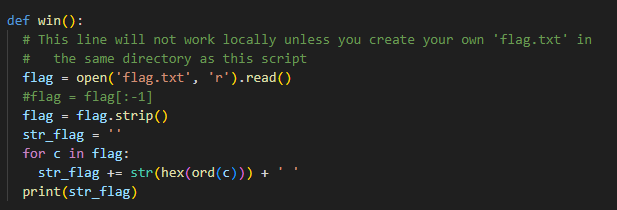 def win():
  # This line will not work locally unless you create your own 'flag.txt' in
  #   the same directory as this script
  flag = open('flag.txt', 'r').read()
  #flag = flag[:-1]
  flag = flag.strip()
  str_flag = ''
  for c in flag:
    str_flag += str(hex(ord(c))) + ' '
  print(str_flag)